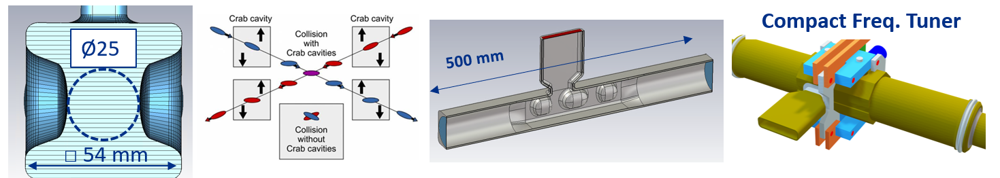 Ø25
□ 54 mm
Crab cavity
Crab cavity
Collision
with
Crab cavities
Collision
without
Crab cavities
500 mm
Compact Freq. Tuner